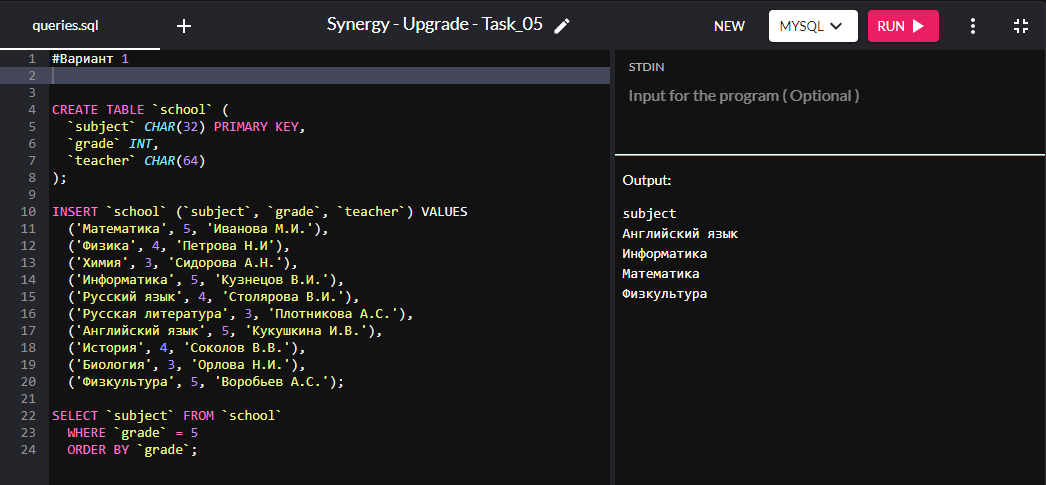 queries.sql
+
Synergy - Upgrade - Task_05
NEW
MYSQL
RUN
1 #Вариант 1
2
3
4 CREATE TABLE `school` (
5   `subject` CHAR(32) PRIMARY KEY,
6   `grade` INT,
7   `teacher` CHAR(64)
8 );
9
10 INSERT `school` (`subject`, `grade`, `teacher`) VALUES
11   ('Математика', 5, 'Иванова М.И.'),
12   ('Физика', 4, 'Петрова Н.И'),
13   ('Химия', 3, 'Сидорова А.Н.'),
14   ('Информатика', 5, 'Кузнецов В.И.'),
15   ('Русский язык', 4, 'Столярова В.И.'),
16   ('Русская литература', 3, 'Плотникова А.С.'),
17   ('Английский язык', 5, 'Кукушкина И.В.'),
18   ('История', 4, 'Соколов В.В.'),
19   ('Биология', 3, 'Орлова Н.И.'),
20   ('Физкультура', 5, 'Воробьев А.С.');
21
22 SELECT `subject` FROM `school`
23   WHERE `grade` = 5
24   ORDER BY `grade`;
STDIN
Input for the program ( Optional )
Output:
subject
Английский язык
Информатика
Математика
Физкультура